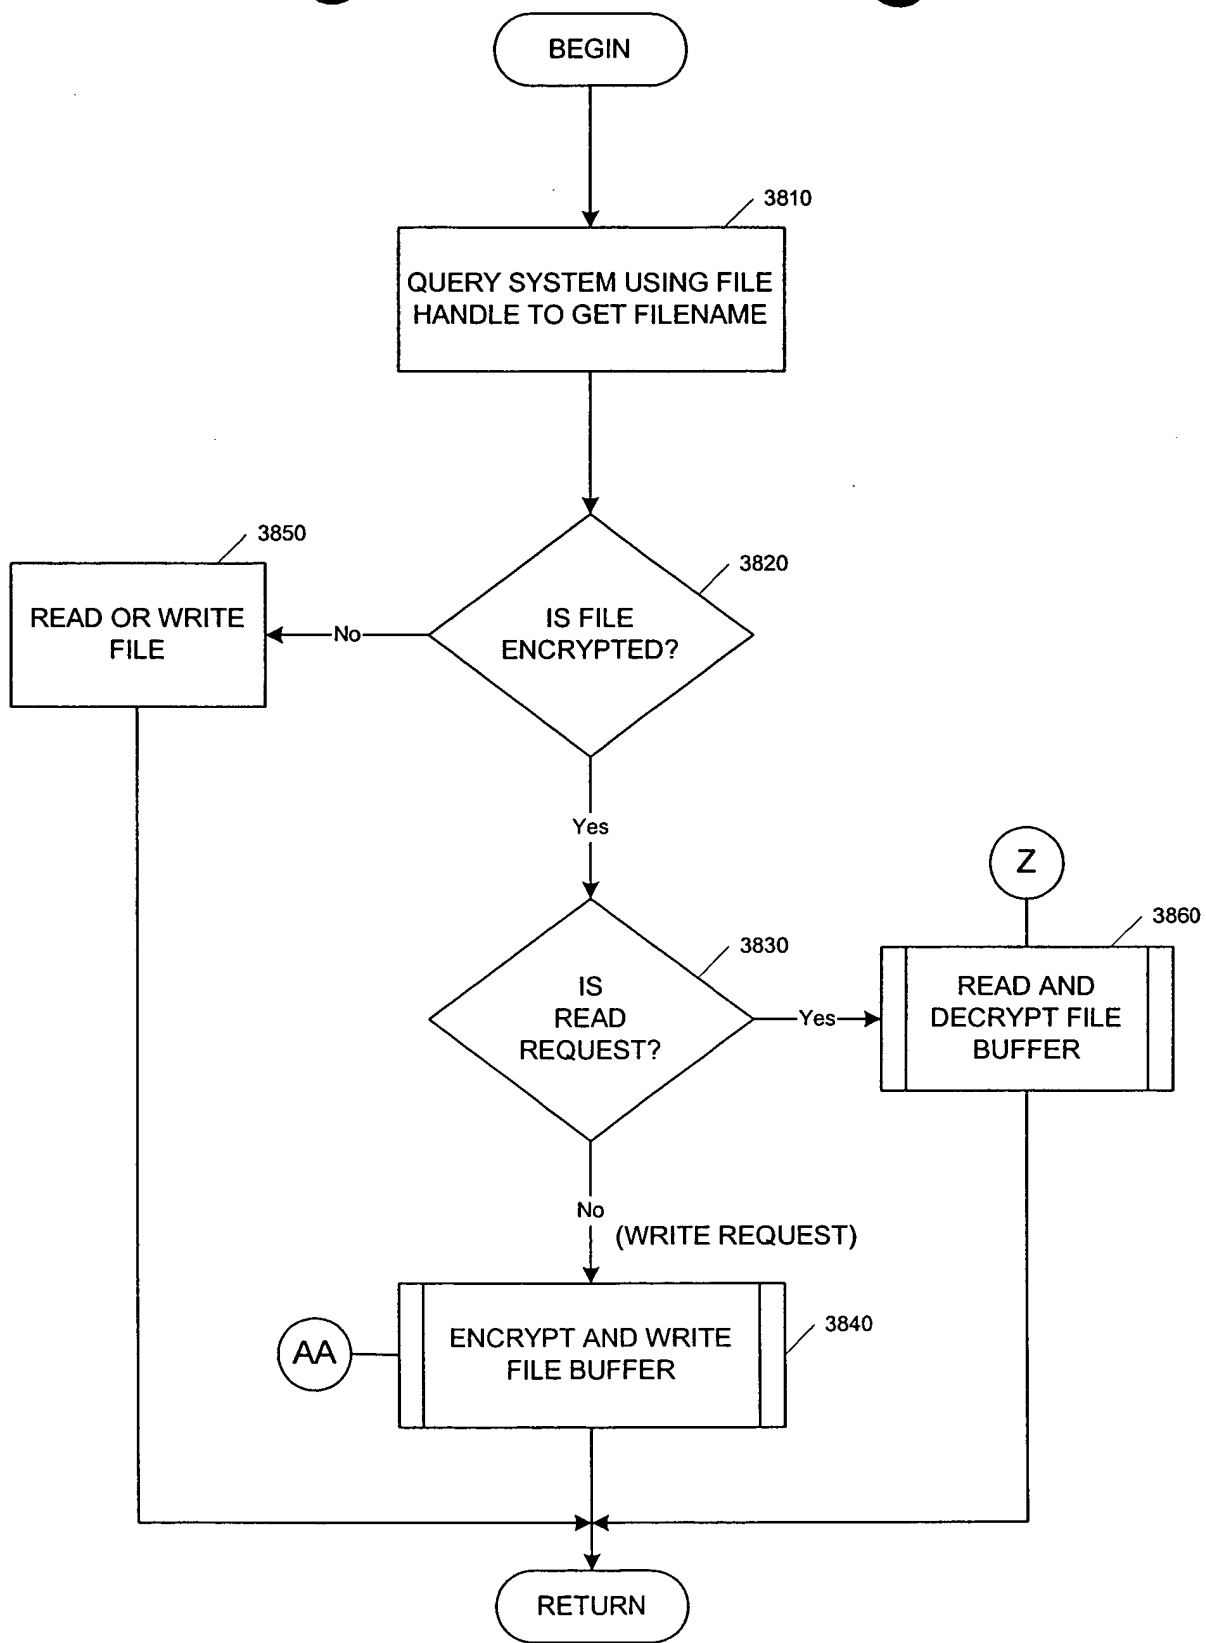 BEGIN
3810
QUERY SYSTEM USING FILE
HANDLE TO GET FILENAME
3850
READ OR WRITE
FILE
No
3820
IS FILE
ENCRYPTED?
Yes
Z
3860
READ AND
DECRYPT FILE
BUFFER
3830
IS
READ
REQUEST?
Yes
No
(WRITE REQUEST)
AA
ENCRYPT AND WRITE
FILE BUFFER
3840
RETURN